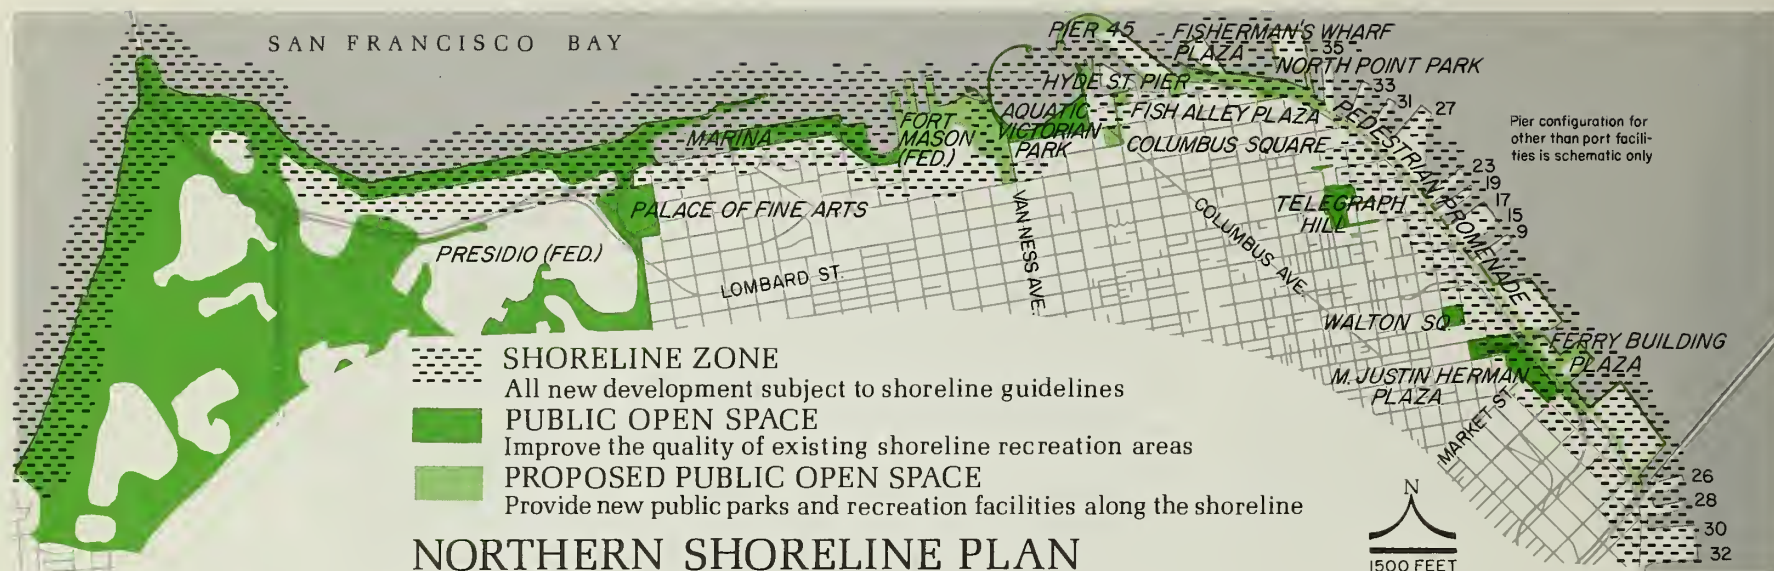 SAN FRANCISCO BAY
PIER 45
FISHERMAN'S WHARF
PLAZA
35
NORTH POINT PARK
HYDE ST. PIER
33
31
27
AQUATIC
VICTORIAN
PARK
FISH ALLEY PLAZA
COLUMBUS SQUARE
Pier configuration for
other than port facili-
ties is schematic only
MARINA
FORT
MASON
(FED.)
PEDESTRIAN PROMENADE
23
19
17
15
9
PALACE OF FINE ARTS
TELEGRAPH
HILL
PRESIDIO (FED.)
LOMBARD ST.
VAN NESS AVE.
COLUMBUS AVE.
WALTON SQ.
FERRY BUILDING
PLAZA
M. JUSTIN HERMAN
PLAZA
MARKET ST.
26
28
30
32
SHORELINE ZONE
All new development subject to shoreline guidelines
PUBLIC OPEN SPACE
Improve the quality of existing shoreline recreation areas
PROPOSED PUBLIC OPEN SPACE
Provide new public parks and recreation facilities along the shoreline
NORTHERN SHORELINE PLAN
N
1500 FEET